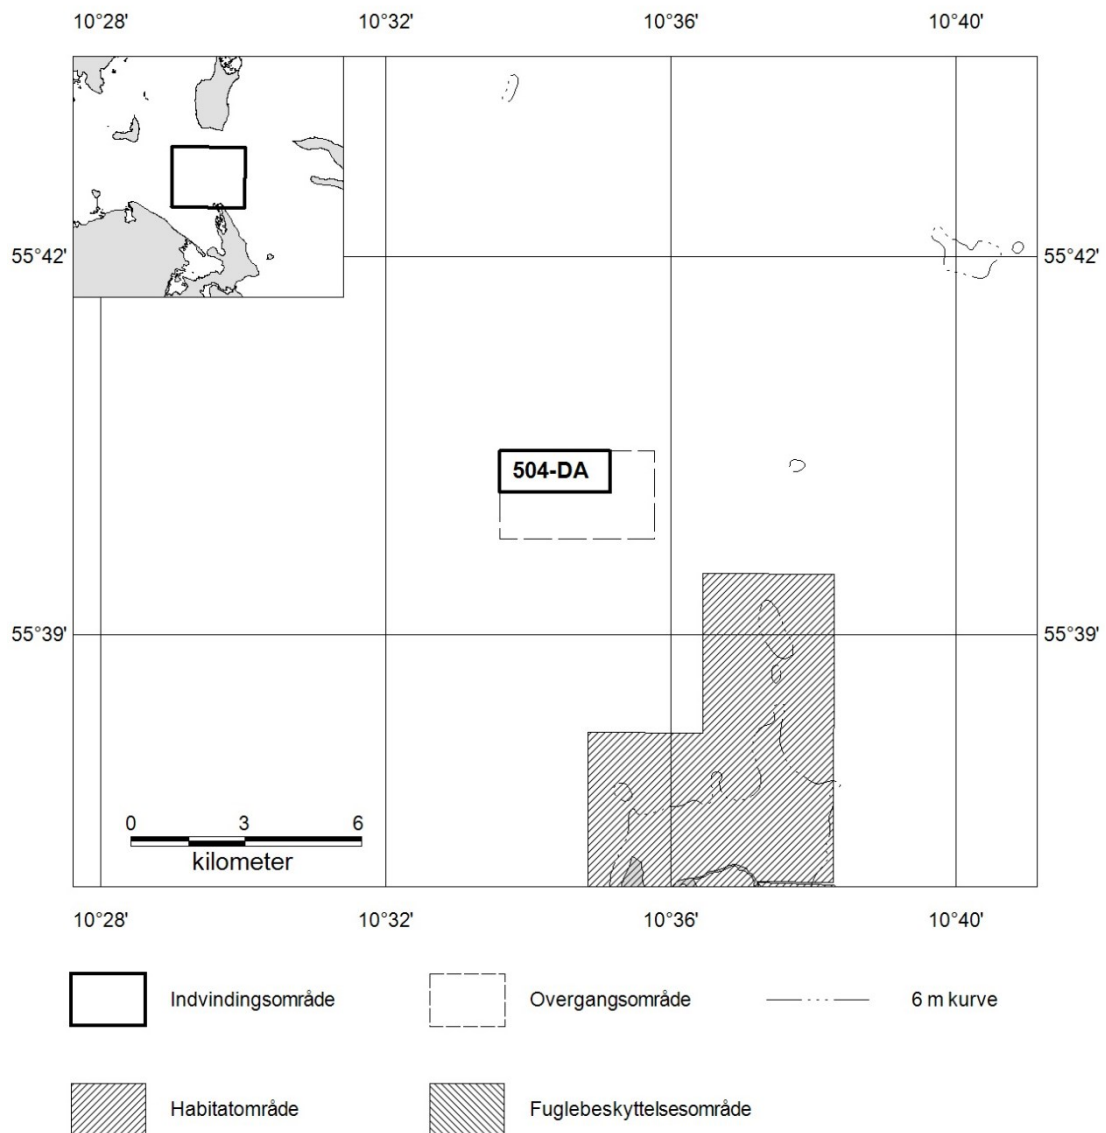 10°28' 10°32' 10°36' 10°40'
55°42' 55°42'
504-DA
55°39' 55°39'
0 3 6
kilometer
10°28' 10°32' 10°36' 10°40'
Indvindingsområde Overgangsområde 6 m kurve
Habitatområde Fuglebeskyttelsesområde